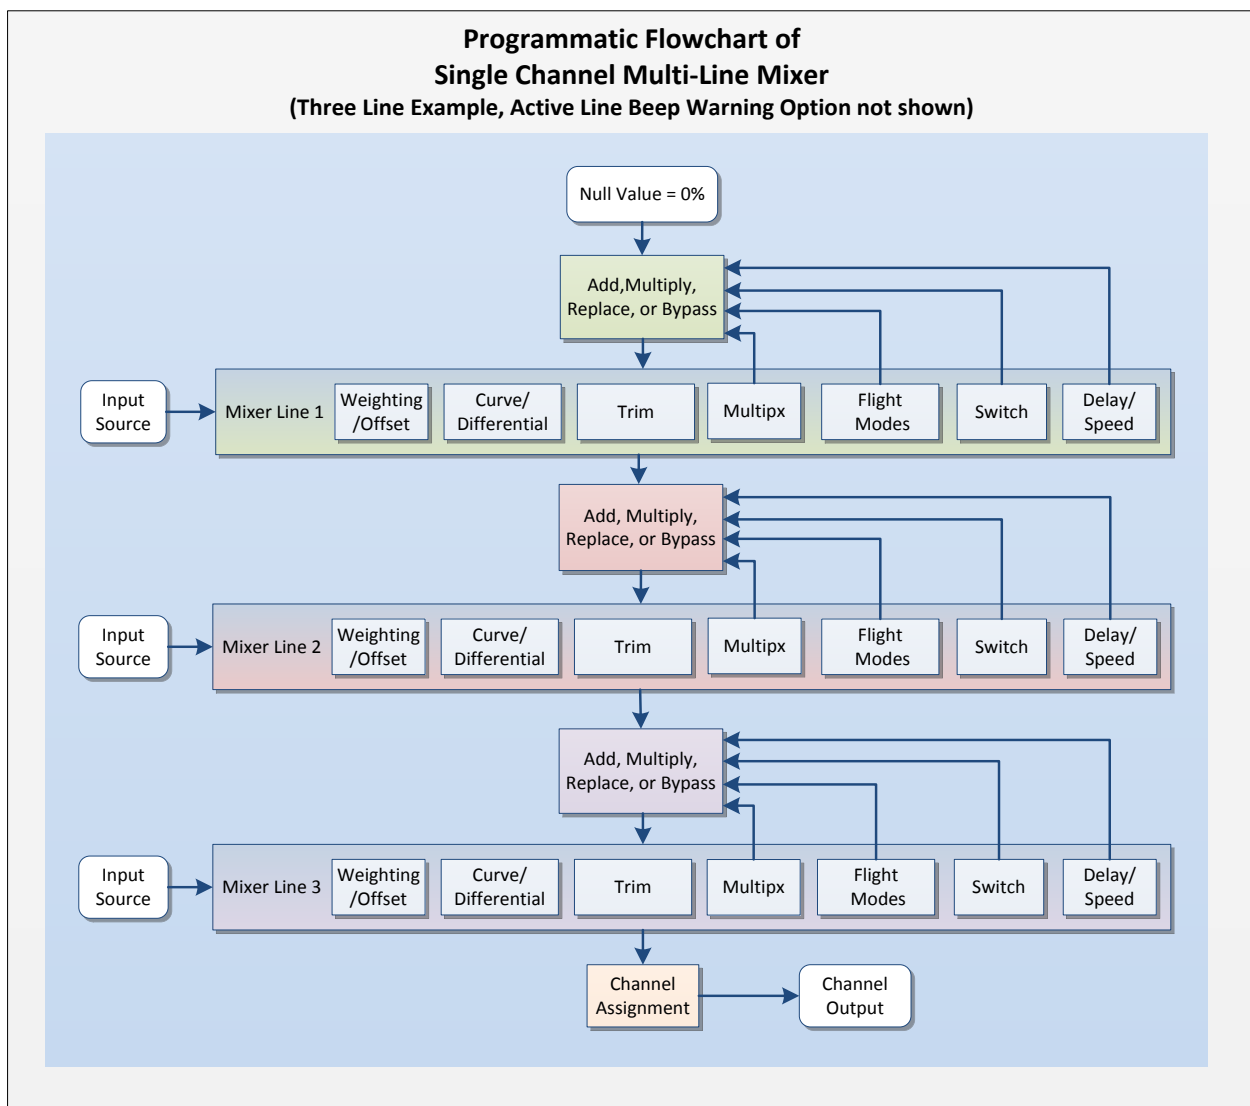 Programmatic Flowchart of
Single Channel Multi-Line Mixer
(Three Line Example, Active Line Beep Warning Option not shown)
Null Value = 0%
Add,Multiply,
Replace, or Bypass
Input
Source
Mixer Line 1
Weighting
/Offset
Curve/
Differential
Trim
Multipx
Flight
Modes
Switch
Delay/
Speed
Add, Multiply,
Replace, or Bypass
Input
Source
Mixer Line 2
Weighting
/Offset
Curve/
Differential
Trim
Multipx
Flight
Modes
Switch
Delay/
Speed
Add, Multiply,
Replace, or Bypass
Input
Source
Mixer Line 3
Weighting
/Offset
Curve/
Differential
Trim
Multipx
Flight
Modes
Switch
Delay/
Speed
Channel
Assignment
Channel
Output